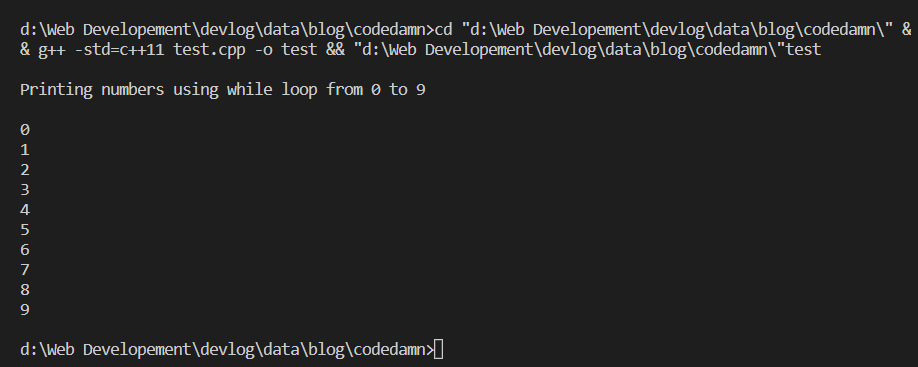 d:\Web Developement\devlog\data\blog\codedamn>cd "d:\Web Developement\devlog\data\blog\codedamn\" &
& g++ -std=c++11 test.cpp -o test && "d:\Web Developement\devlog\data\blog\codedamn\"test
Printing numbers using while loop from 0 to 9
0
1
2
3
4
5
6
7
8
9
d:\Web Developement\devlog\data\blog\codedamn>